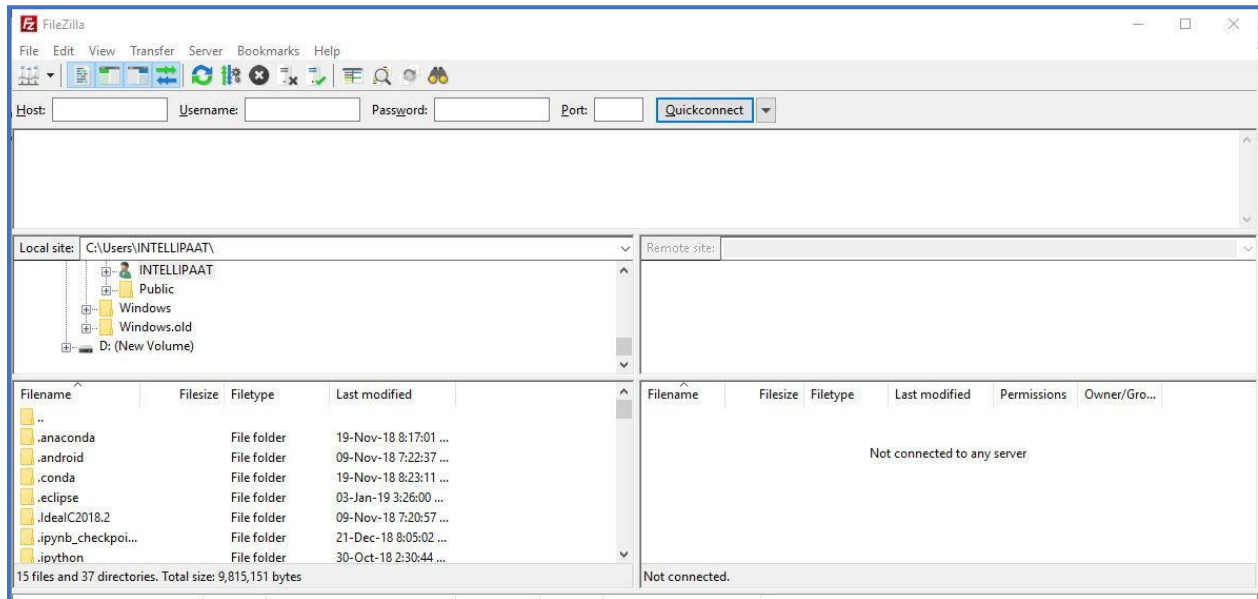 FileZilla
File Edit View Transfer Server Bookmarks Help
Host: Username: Password: Port: Quickconnect
Local site: C:\Users\INTELLIPAAT\ Remote site:
INTELLIPAAT
Public
Windows
Windows.old
D: (New Volume)
Filename Filesize Filetype Last modified Filename Filesize Filetype Last modified Permissions Owner/Gro...
..
.anaconda File folder 19-Nov-18 8:17:01 ...
.android File folder 09-Nov-18 7:22:37 ...
Not connected to any server
.conda File folder 19-Nov-18 8:23:11 ...
.eclipse File folder 03-Jan-19 3:26:00 ...
.IdealC2018.2 File folder 09-Nov-18 7:20:57 ...
.ipynb_checkpoi... File folder 21-Dec-18 8:05:02 ...
.ipython File folder 30-Oct-18 2:30:44 ...
15 files and 37 directories. Total size: 9,815,151 bytes Not connected.